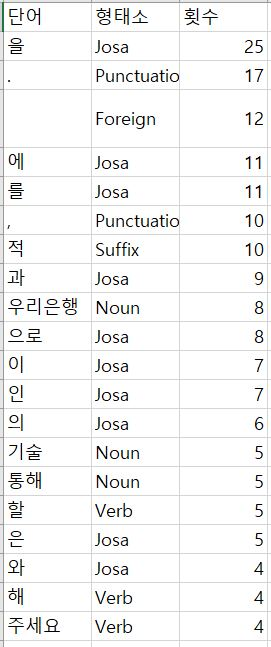 단어 형태소 횟수
을 Josa 25
. Punctuatio 17
Foreign 12
에 Josa 11
를 Josa 11
, Punctuatio 10
적 Suffix 10
과 Josa 9
우리은행 Noun 8
으로 Josa 8
이 Josa 7
인 Josa 7
의 Josa 6
기술 Noun 5
통해 Noun 5
할 Verb 5
은 Josa 5
와 Josa 4
해 Verb 4
주세요 Verb 4